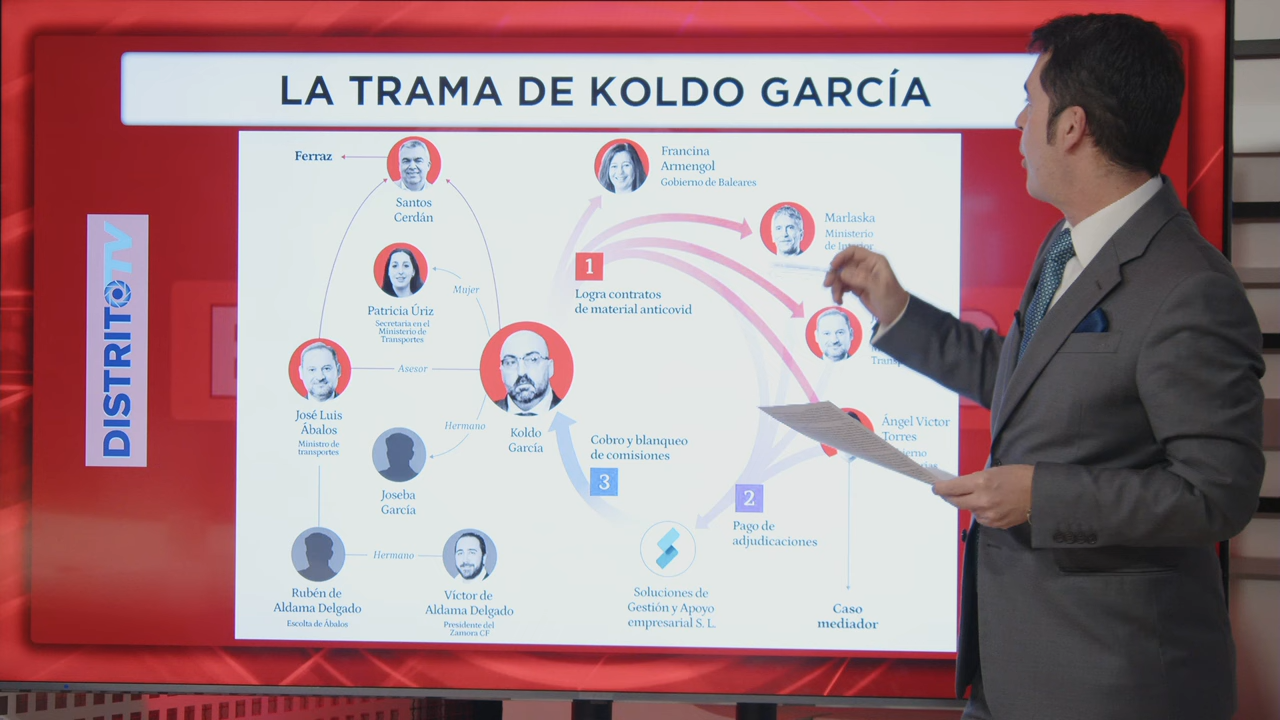 LA TRAMA DE KOLDO GARCÍA
DISTRITOTV
Ferraz
Santos
Cerdán
Francina
Armengol
Gobierno de Baleares
Marlaska
Ministerio
de Interior
Patricia Úriz
Secretaria en el
Ministerio de
Transportes
Mujer
1
Logra contratos
de material anticovid
Asesor
José Luis
Ábalos
Ministro de
transportes
Hermano
Koldo
García
Joseba
García
Cobro y blanqueo
de comisiones
3
Ángel Víctor
Torres
2
Pago de
adjudicaciones
Hermano
Rubén de
Aldama Delgado
Escolta de Ábalos
Víctor de
Aldama Delgado
Presidente del
Zamora CF
Soluciones de
Gestión y Apoyo
empresarial S. L.
Caso
mediador